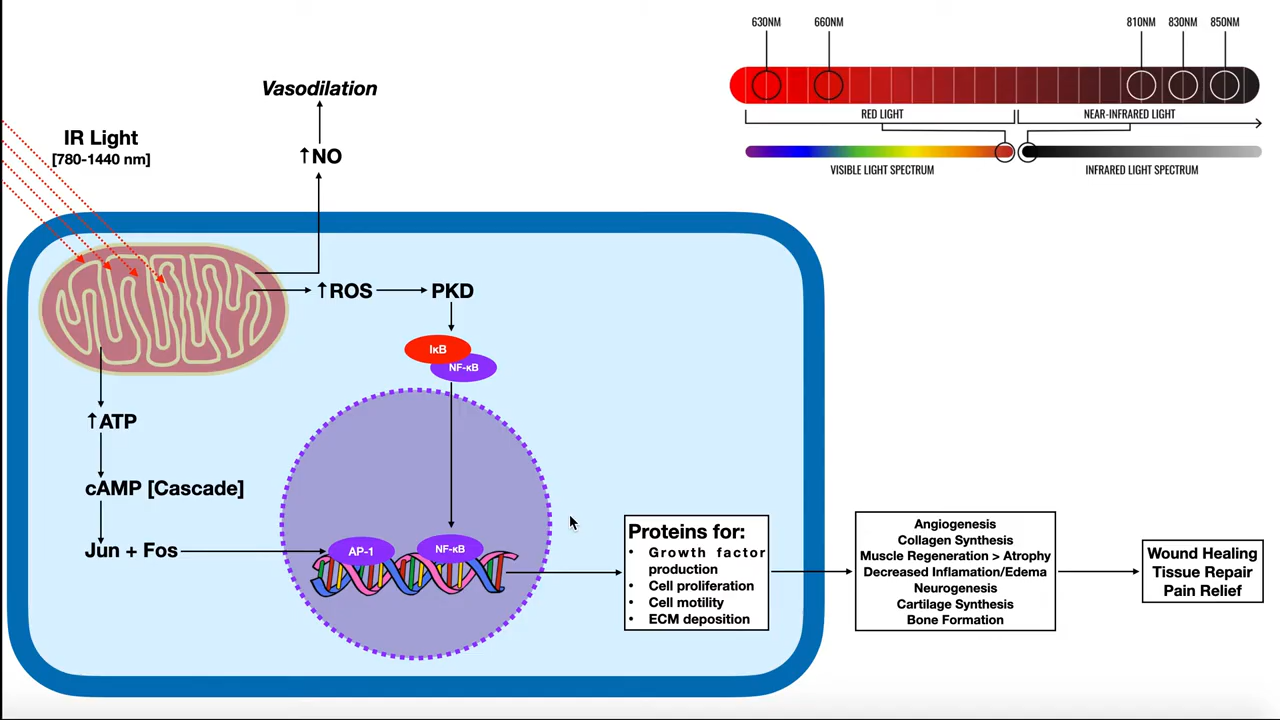 630NM
660NM
810NM
830NM
850NM
RED LIGHT
NEAR-INFRARED LIGHT
VISIBLE LIGHT SPECTRUM
INFRARED LIGHT SPECTRUM
Vasodilation
↑NO
IR Light
[780-1440 nm]
↑ROS
PKD
IκB
NF-κB
↑ATP
cAMP [Cascade]
Jun + Fos
AP-1
NF-κB
Proteins for:
• Growth factor
production
• Cell proliferation
• Cell motility
• ECM deposition
Angiogenesis
Collagen Synthesis
Muscle Regeneration > Atrophy
Decreased Inflamation/Edema
Neurogenesis
Cartilage Synthesis
Bone Formation
Wound Healing
Tissue Repair
Pain Relief